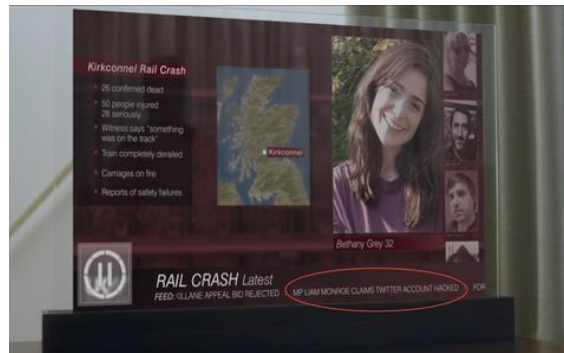 Kirkconnel Rail Crash
26 confirmed dead
50 people injured
28 seriously
Witness says "something
was on the track"
Train completely derailed
Carriages on fire
Reports of safety failures
Kirkconnel
Bethany Grey 32
RAIL CRASH Latest
FEED: OLLANE APPEAL BID REJECTED MP LIAM MONROE CLAIMS TWITTER ACCOUNT HACKED FOR